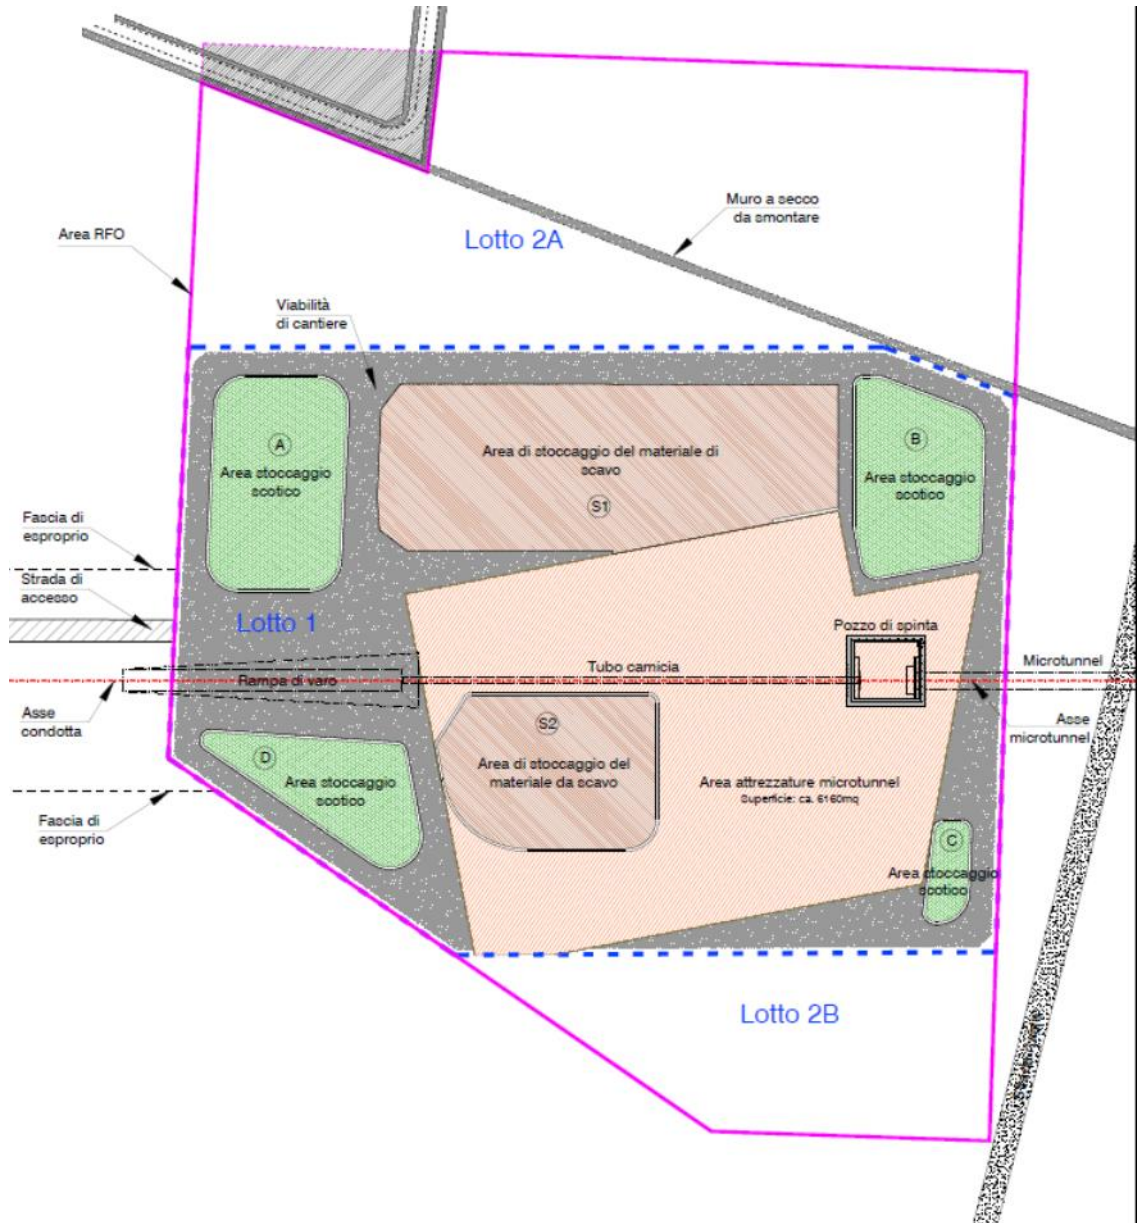 Muro a secco
da smontare
Area RFO
Lotto 2A
Viabilità
di cantiere
A
Area stoccaggio
scotico
Area di stoccaggio del materiale di
scavo
S1
B
Area stoccaggio
scotico
Fascia di
esproprio
Strada di
accesso
Lotto 1
Pozzo di spinta
Rampa di varo
Tubo camicia
Microtunnel
Asse
condotta
Asse
microtunnel
S2
Area di stoccaggio del
materiale da scavo
D
Area stoccaggio
scotico
Area attrezzature microtunnel
Superficie: ca. 6160mq
Fascia di
esproprio
C
Area stoccaggio
scotico
Lotto 2B